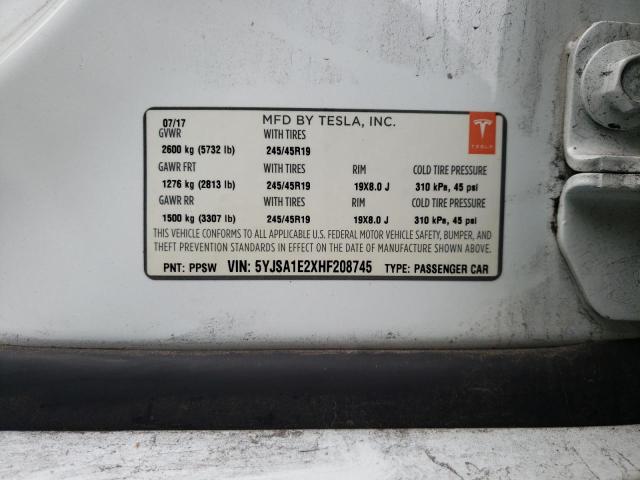 07/17 MFD BY TESLA, INC.
GVWR WITH TIRES
2600 kg (5732 lb) 245/45R19
GAWR FRT WITH TIRES RIM COLD TIRE PRESSURE
1276 kg (2813 lb) 245/45R19 19X8.0 J 310 kPa, 45 psi
GAWR RR WITH TIRES RIM COLD TIRE PRESSURE
1500 kg (3307 lb) 245/45R19 19X8.0 J 310 kPa, 45 psi
THIS VEHICLE CONFORMS TO ALL APPLICABLE U.S. FEDERAL MOTOR VEHICLE SAFETY, BUMPER, AND
THEFT PREVENTION STANDARDS IN EFFECT ON THE DATE OF MANUFACTURE SHOWN ABOVE.
PNT: PPSW VIN: 5YJSA1E2XHF208745 TYPE: PASSENGER CAR
TESLA